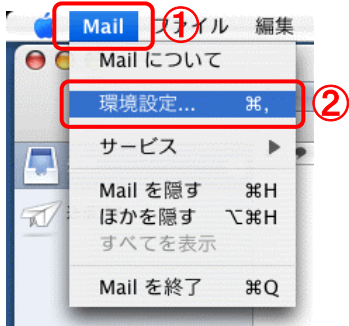 Mail ① ファイル 編集
Mail について
環境設定... ⌘, ②
サービス ▶
Mail を隠す ⌘H
ほかを隠す ⌥⌘H
すべてを表示
Mail を終了 ⌘Q